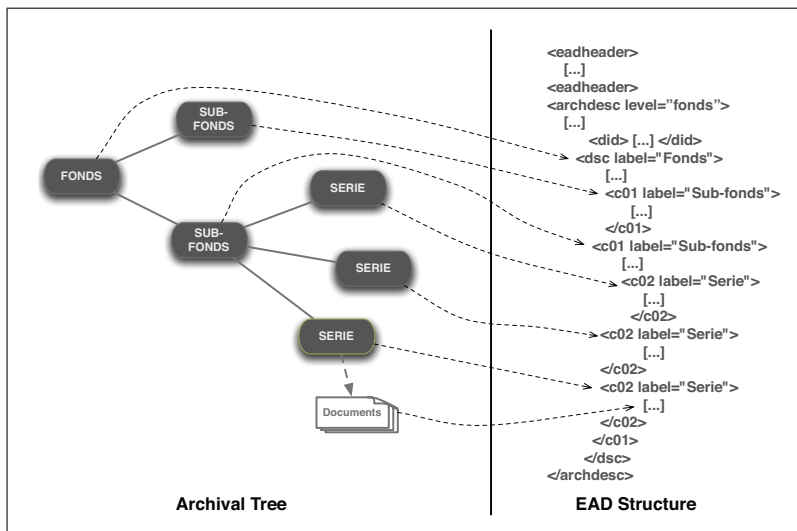 SUB-
FONDS
FONDS
SERIE
SUB-
FONDS
SERIE
SERIE
Documents
Archival Tree
<eadheader>
[...]
<eadheader>
<archdesc level="fonds">
[...]
<did> [...] </did>
<dsc label="Fonds">
[...]
<c01 label="Sub-fonds">
[...]
</c01>
<c01 label="Sub-fonds">
[...]
<c02 label="Serie">
[...]
</c02>
<c02 label="Serie">
[...]
</c02>
<c02 label="Serie">
[...]
</c02>
</c01>
</dsc>
</archdesc>
EAD Structure